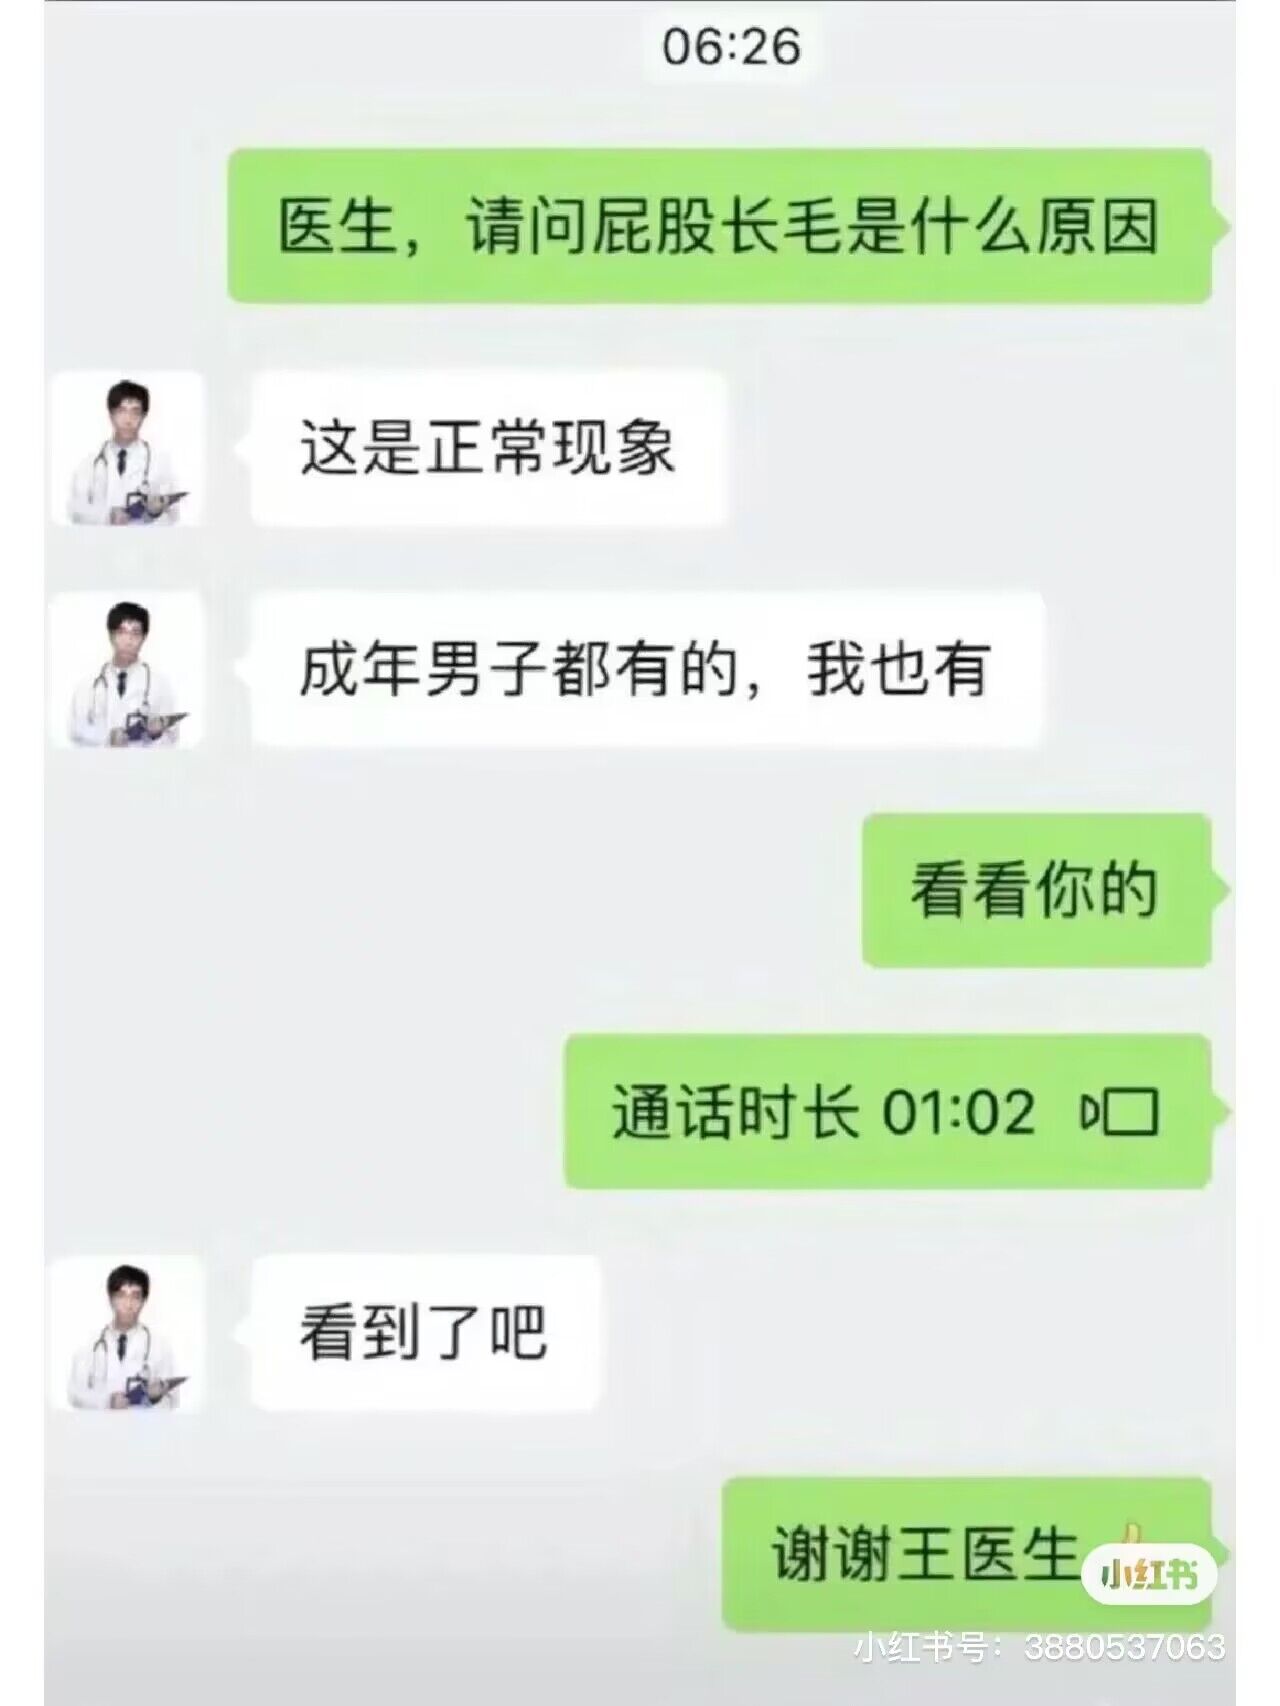 06:26
医生，请问屁股长毛是什么原因
这是正常现象
成年男子都有的，我也有
看看你的
通话时长 01:02
看到了吧
谢谢王医生
小红书
小红书号：3880537063